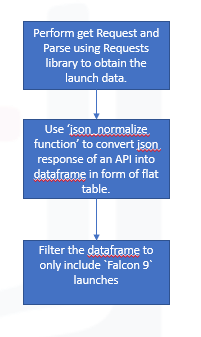 Perform get Request and
Parse using Requests
library to obtain the
launch data.
Use ‘json_normalize
function’ to convert json
response of an API into
dataframe in form of flat
table.
Filter the dataframe to
only include `Falcon 9`
launches